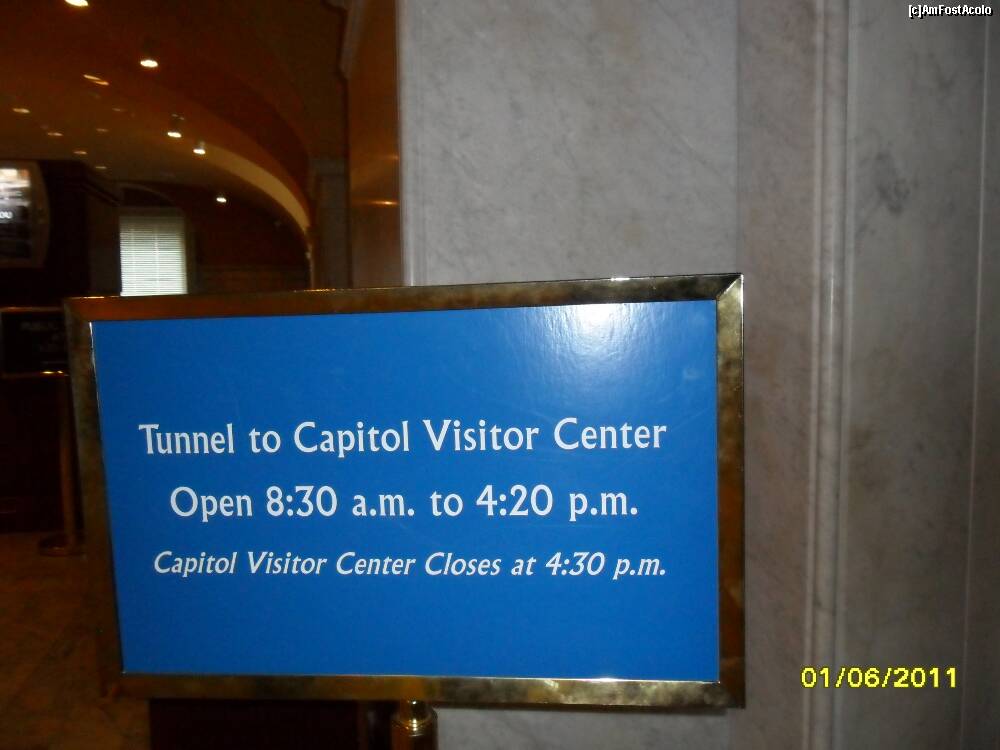 [c]AmFostAcolo
Tunnel to Capitol Visitor Center
Open 8:30 a.m. to 4:20 p.m.
Capitol Visitor Center Closes at 4:30 p.m.
01/06/2011